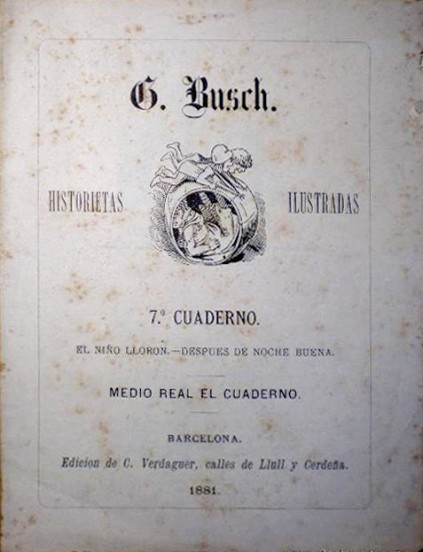 G. Busch.
HISTORIETAS ILUSTRADAS
7.º CUADERNO.
EL NIÑO LLORON.—DESPUES DE NOCHE BUENA.
MEDIO REAL EL CUADERNO.
BARCELONA.
Edicion de C. Verdaguer, calles de Llull y Cerdeña.
1881.